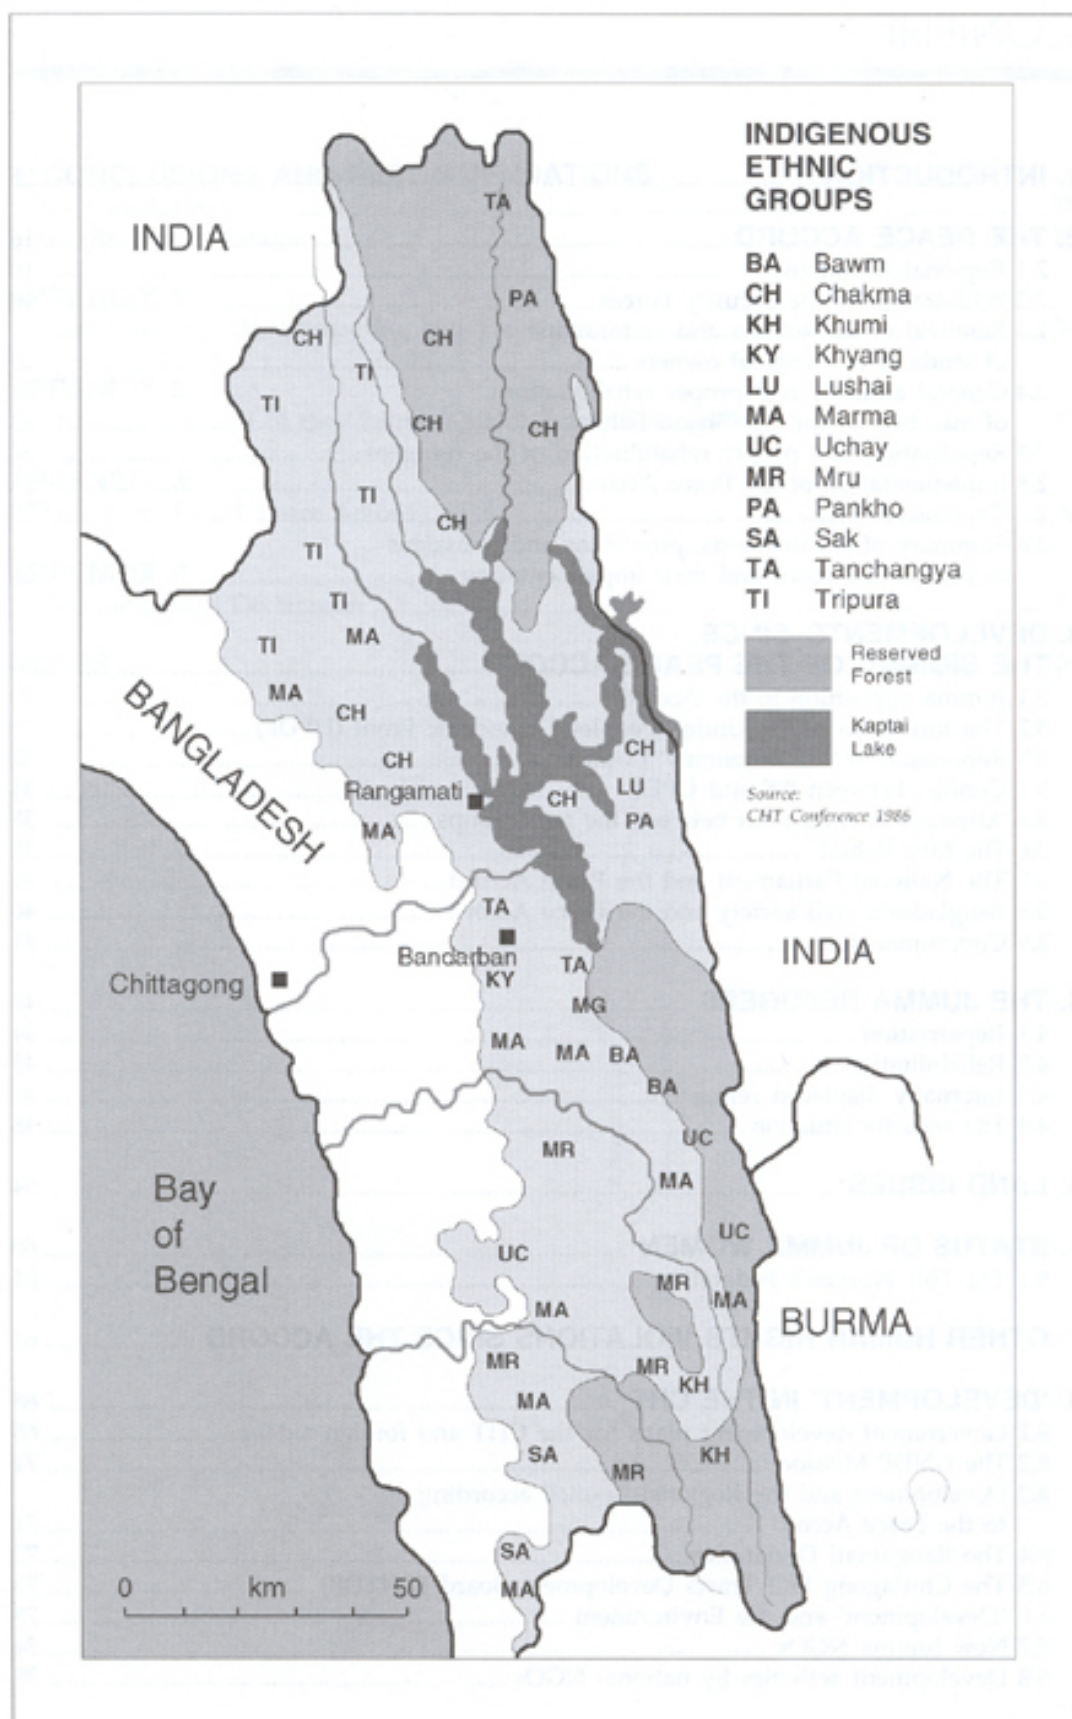 INDIGENOUS
ETHNIC
GROUPS
BA Bawm
CH Chakma
KH Khumi
KY Khyang
LU Lushai
MA Marma
UC Uchay
MR Mru
PA Pankho
SA Sak
TA Tanchangya
TI Tripura
Reserved
Forest
Kaptai
Lake
Source:
CHT Conference 1986
INDIA
TA
PA
CH
CH
TI
TI
CH
CH
TI
CH
TI
TI
MA
TI
MA
CH
CH
CH
LU
Rangamati
CH
PA
MA
BANGLADESH
TA
Bandarban
INDIA
TA
KY
Chittagong
MG
MA
MA
BA
BA
UC
MR
MA
Bay
of
Bengal
UC
UC
MR
MA
MA
BURMA
MR
MR
KH
MA
SA
KH
MR
SA
MA
0 km 50